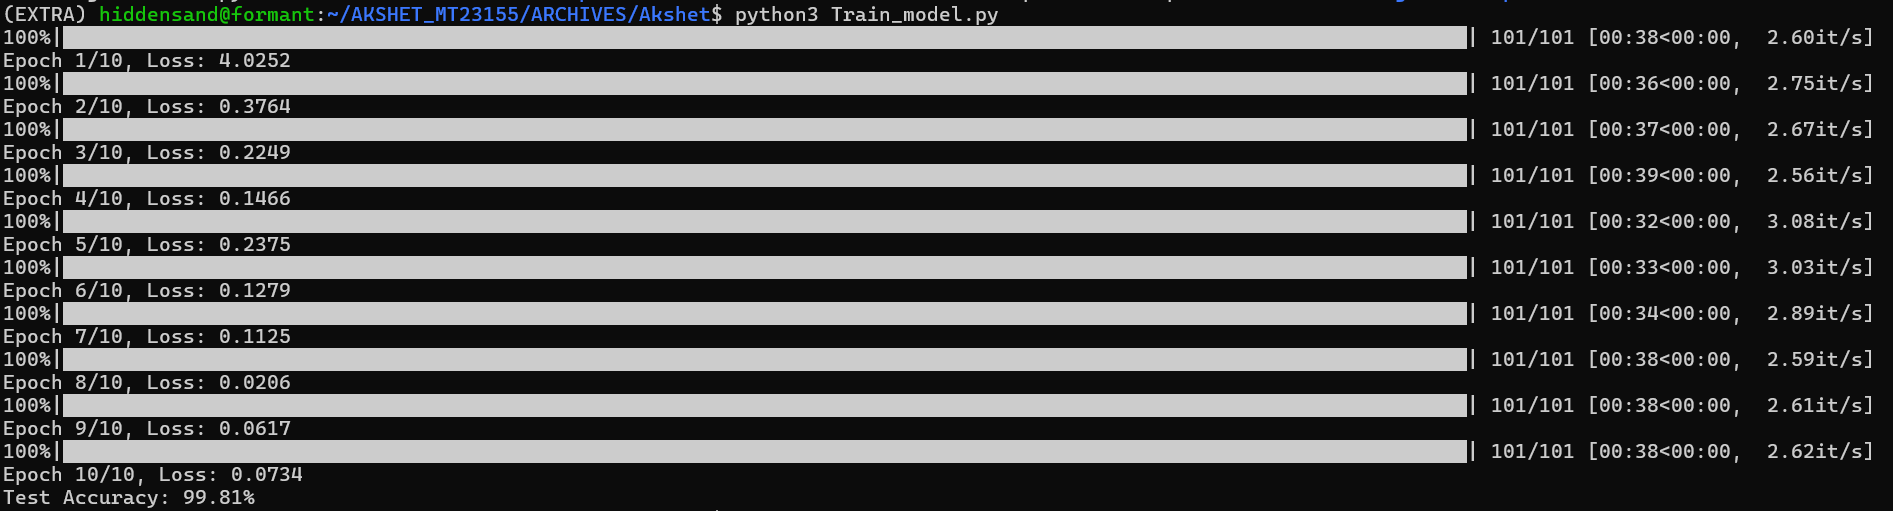 (EXTRA) hiddensand@formant:~/AKSHET_MT23155/ARCHIVES/Akshet$ python3 Train_model.py
100%|██████████| 101/101 [00:38<00:00,  2.60it/s]
Epoch 1/10, Loss: 4.0252
100%|██████████| 101/101 [00:36<00:00,  2.75it/s]
Epoch 2/10, Loss: 0.3764
100%|██████████| 101/101 [00:37<00:00,  2.67it/s]
Epoch 3/10, Loss: 0.2249
100%|██████████| 101/101 [00:39<00:00,  2.56it/s]
Epoch 4/10, Loss: 0.1466
100%|██████████| 101/101 [00:32<00:00,  3.08it/s]
Epoch 5/10, Loss: 0.2375
100%|██████████| 101/101 [00:33<00:00,  3.03it/s]
Epoch 6/10, Loss: 0.1279
100%|██████████| 101/101 [00:34<00:00,  2.89it/s]
Epoch 7/10, Loss: 0.1125
100%|██████████| 101/101 [00:38<00:00,  2.59it/s]
Epoch 8/10, Loss: 0.0206
100%|██████████| 101/101 [00:38<00:00,  2.61it/s]
Epoch 9/10, Loss: 0.0617
100%|██████████| 101/101 [00:38<00:00,  2.62it/s]
Epoch 10/10, Loss: 0.0734
Test Accuracy: 99.81%